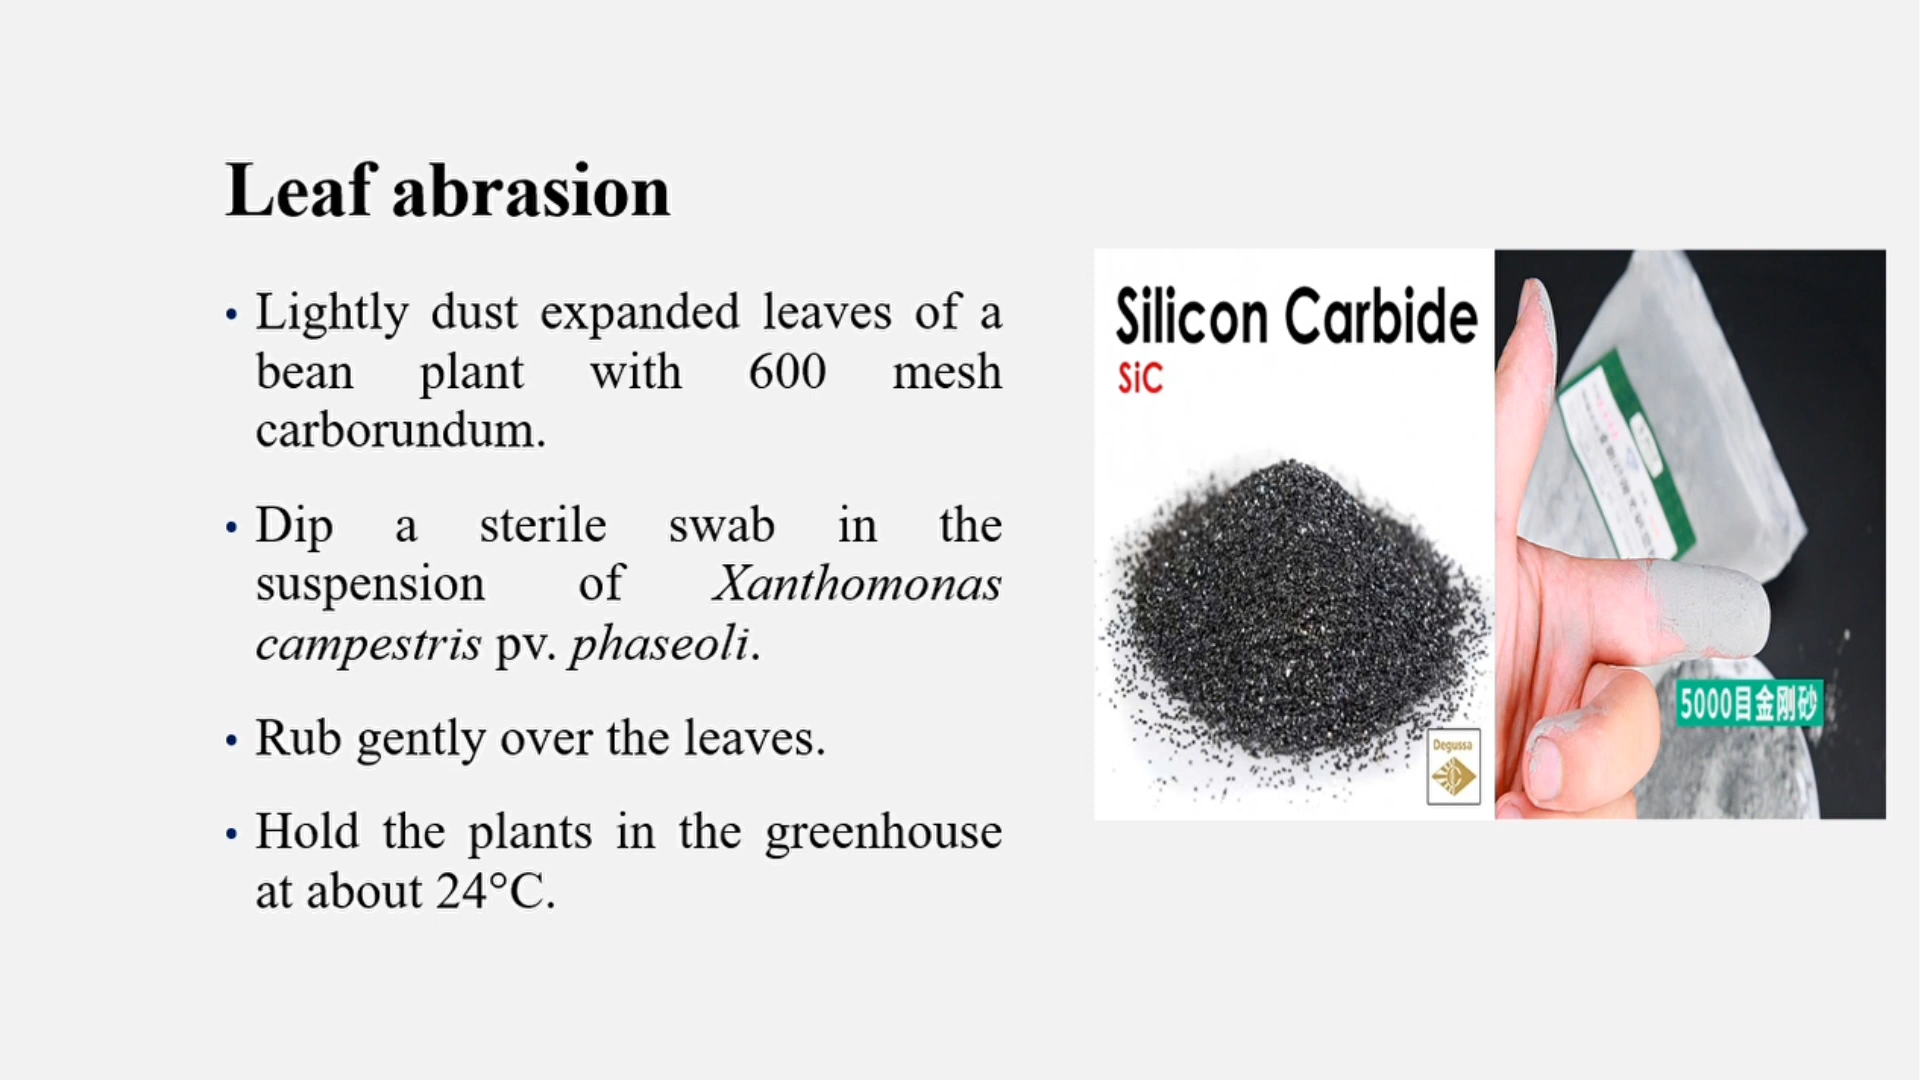 Leaf abrasion
• Lightly dust expanded leaves of a
bean plant with 600 mesh
carborundum.
• Dip a sterile swab in the
suspension of Xanthomonas
campestris pv. phaseoli.
• Rub gently over the leaves.
• Hold the plants in the greenhouse
at about 24°C.
Silicon Carbide
SiC
Degussa
5000目金刚砂